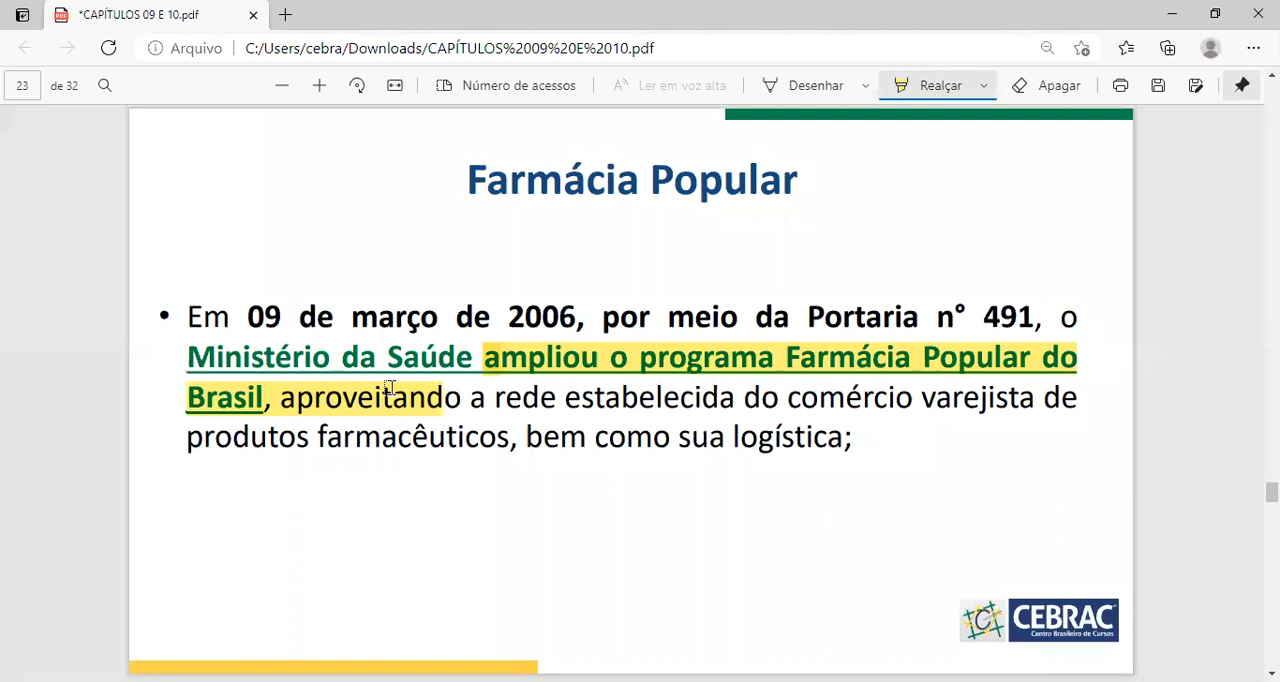 *CAPÍTULOS 09 E 10.pdf
Arquivo C:/Users/cebra/Downloads/CAPÍTULOS%2009%20E%2010.pdf
23 de 32 Número de acessos Ler em voz alta Desenhar Realçar Apagar
Farmácia Popular
• Em 09 de março de 2006, por meio da Portaria n° 491, o
Ministério da Saúde ampliou o programa Farmácia Popular do
Brasil, aproveitando a rede estabelecida do comércio varejista de
produtos farmacêuticos, bem como sua logística;
CEBRAC
Centro Brasileiro de Cursos